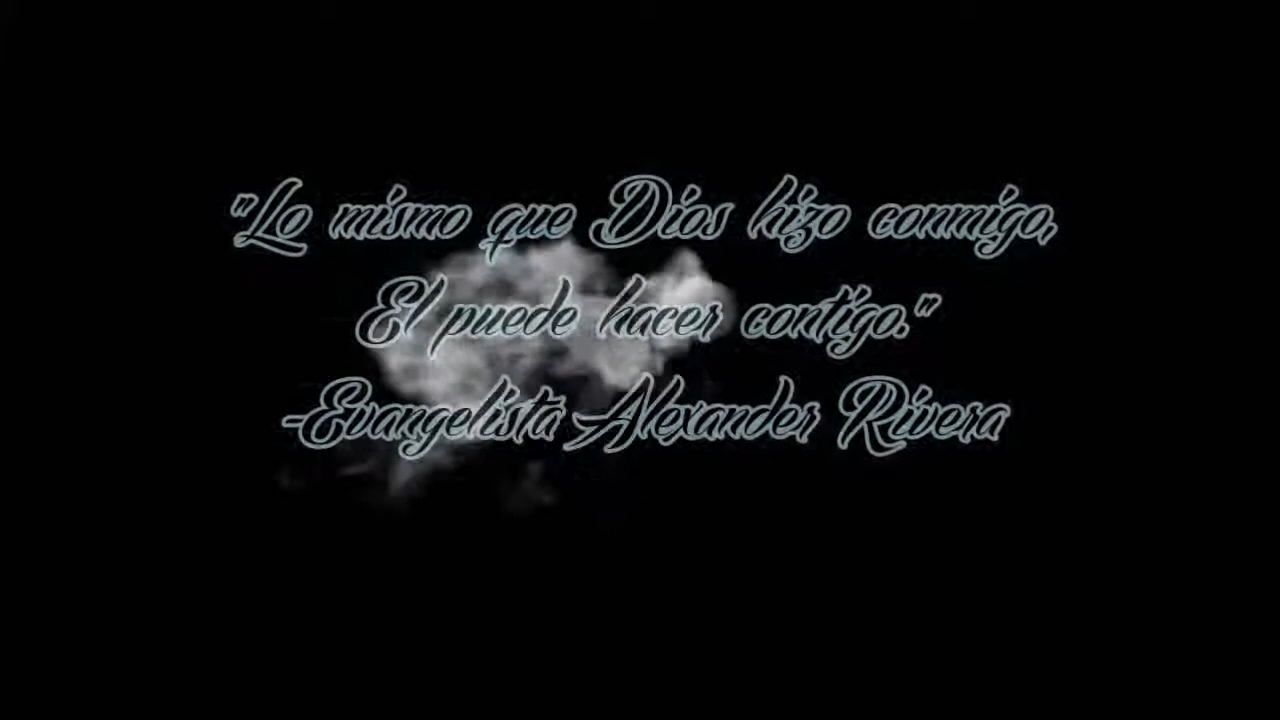 "Lo mismo que Dios hizo conmigo,
El puede hacer contigo."
-Evangelista Alexander Rivera